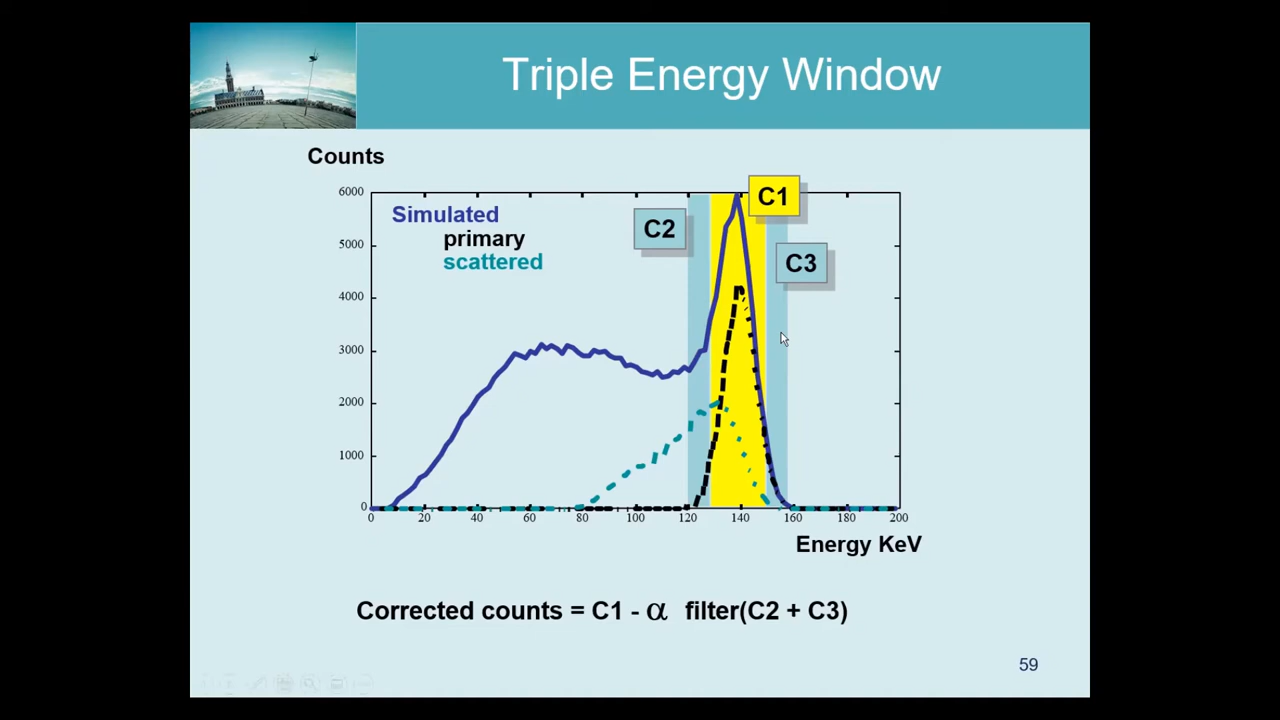 Triple Energy Window
Counts
6000
5000
4000
3000
2000
1000
0
Simulated
primary
scattered
C2
C1
C3
0 20 40 60 80 100 120 140 160 180 200
Energy KeV
Corrected counts = C1 - α filter(C2 + C3)
59